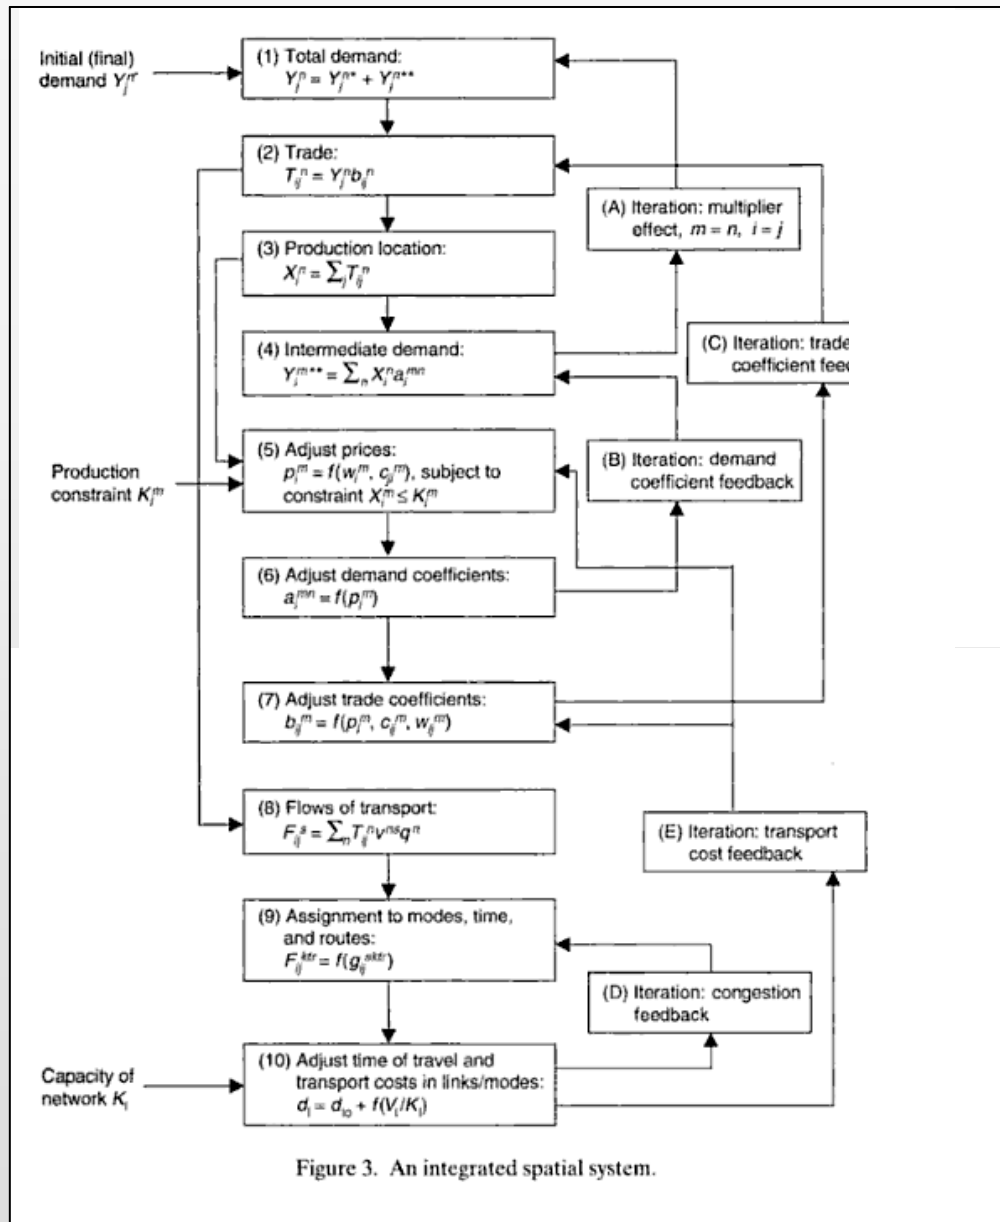 Initial (final)
demand Y_j^n*
(1) Total demand:
Y_j^n = Y_j^n* + Y_j^n**
(2) Trade:
T_ij^n = Y_j^n b_ij^n
(A) Iteration: multiplier
effect, m = n, i = j
(3) Production location:
X_i^n = ∑_j T_ij^n
(C) Iteration: trade
coefficient fee
(4) Intermediate demand:
Y_i^m** = ∑_n X_i^n a_i^mn
(5) Adjust prices:
p_i^m = f(w_i^m, c_ji^m), subject to
constraint X_i^m ≤ K_i^m
Production
constraint K_i^m
(B) Iteration: demand
coefficient feedback
(6) Adjust demand coefficients:
a_i^mn = f(p_i^m)
(7) Adjust trade coefficients:
b_ij^m = f(p_i^m, c_ij^m, w_ij^m)
(8) Flows of transport:
F_ij^s = ∑_n T_ij^n v^ns q^n
(E) Iteration: transport
cost feedback
(9) Assignment to modes, time,
and routes:
F_ij^ktr = f(g_ij^sktr)
(D) Iteration: congestion
feedback
(10) Adjust time of travel and
transport costs in links/modes:
d_l = d_lo + f(V_l/K_l)
Capacity of
network K_l
Figure 3. An integrated spatial system.